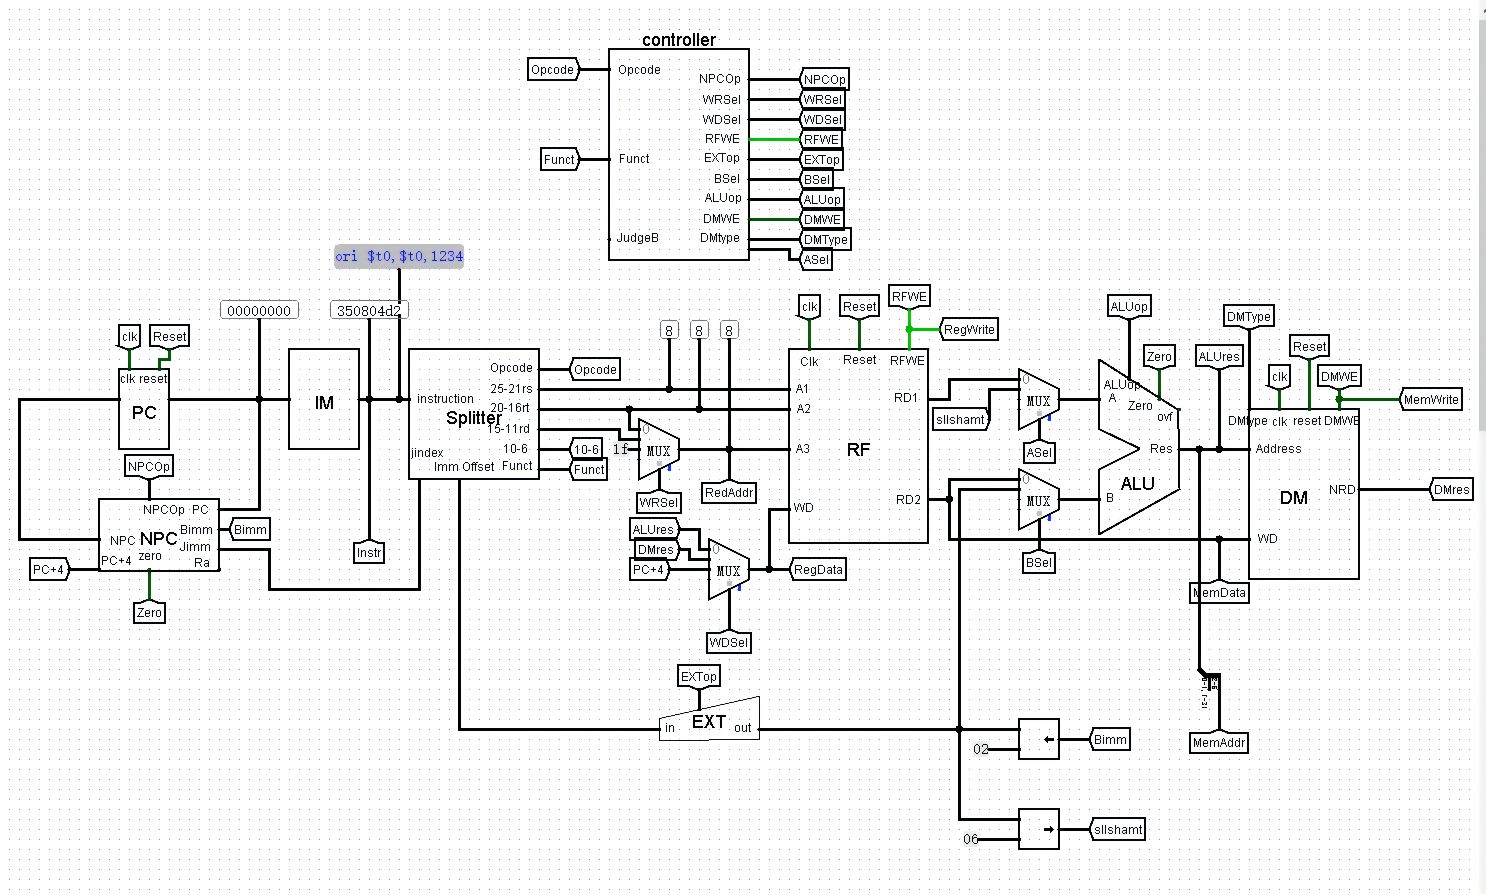 controller
Opcode
Opcode
NPCOp
NPCOp
WRSel
WRSel
WDSel
WDSel
RFWE
RFWE
Funct
Funct
EXTop
EXTop
BSel
BSel
ALUop
ALUop
DMWE
DMWE
JudgeB
DMtype
DMType
ASel
ori $t0,$t0,1234
00000000
350804d2
clk
Reset
clk reset
PC
IM
instruction
Splitter
Opcode
Opcode
25-21rs
20-16rt
15-11rd
10-6
10-6
jindex
Imm Offset
Funct
Funct
8
8
8
1f
0
MUX
WRSel
RedAddr
clk
Reset
RFWE
RegWrite
Clk
Reset
RFWE
A1
A2
A3
RF
WD
RD1
RD2
sllshamt
0
MUX
ASel
0
MUX
BSel
ALUop
ALUop
A
Zero
Zero
ovf
Res
ALU
B
ALUres
DMType
Reset
clk
DMWE
MemWrite
DMtype clk reset DMWE
Address
DM
NRD
DMres
WD
MemData
NPCOp
NPCOp
PC
NPC
NPC
Bimm
Bimm
Jimm
PC+4
PC+4
zero
Ra
Zero
Instr
ALUres
DMres
PC+4
0
MUX
RegData
WDSel
EXTop
in
EXT
out
02
Bimm
MemAddr
06
sllshamt